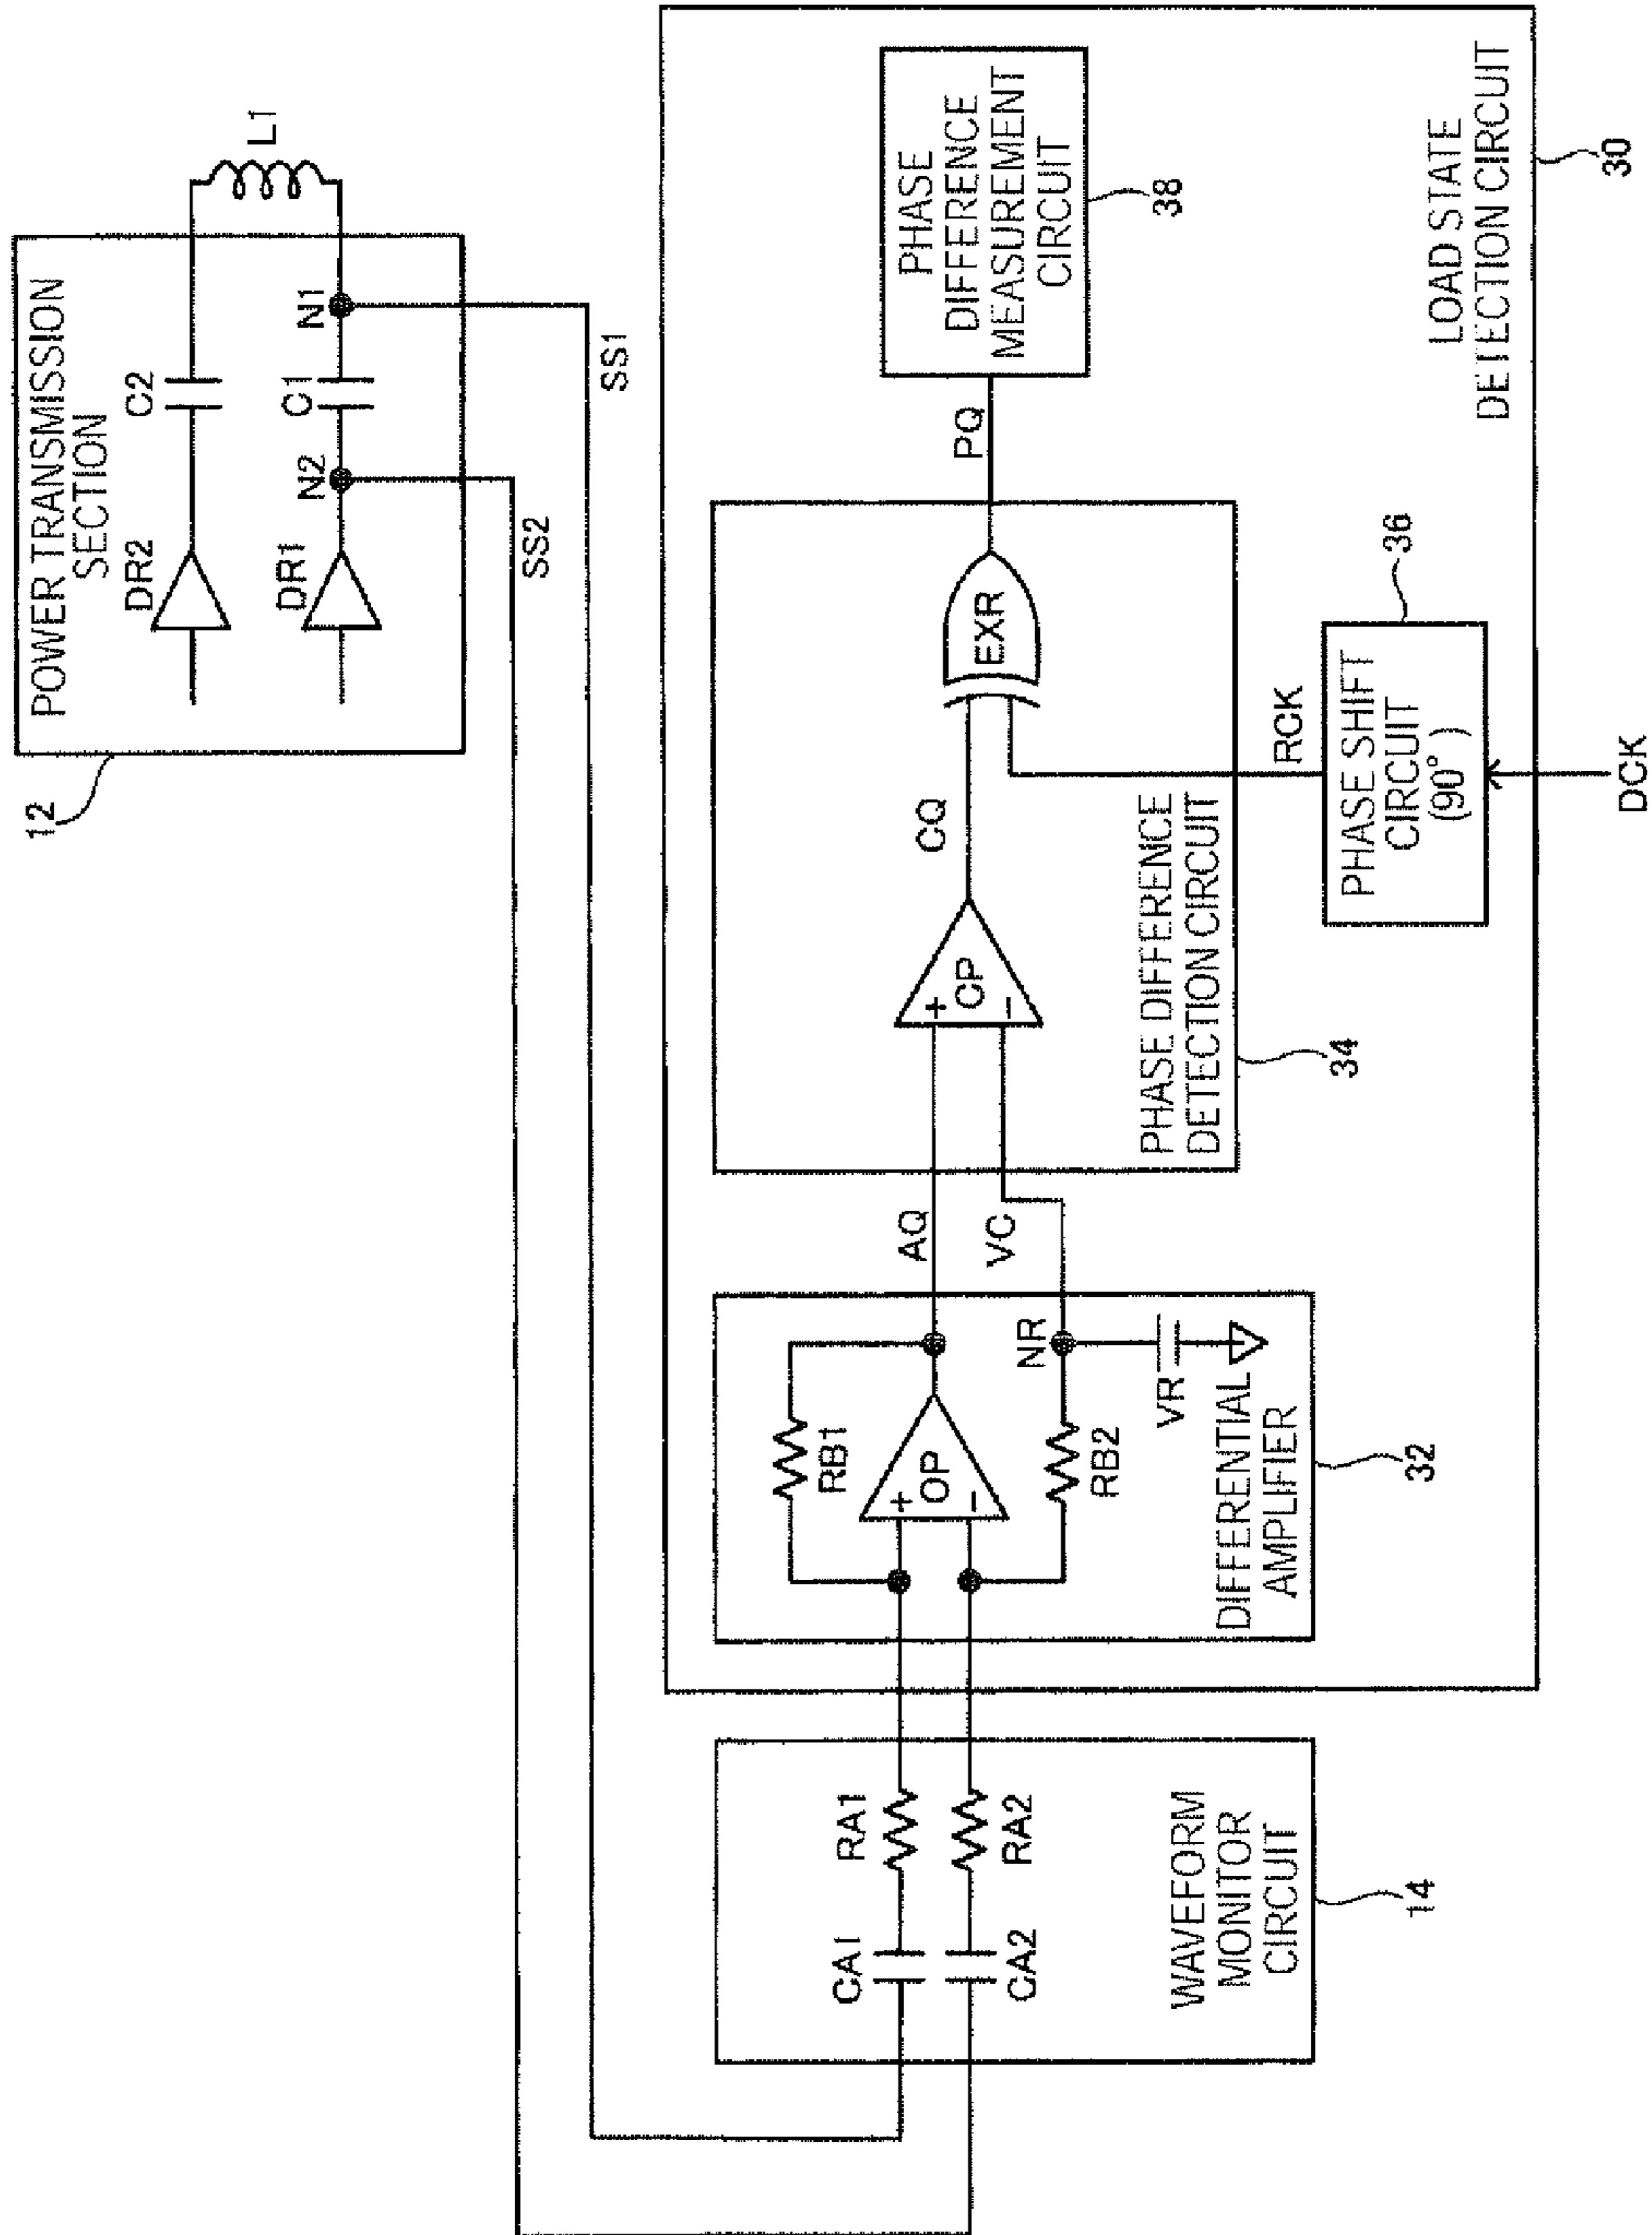 12
POWER TRANSMISSION
SECTION
DR2
C2
L1
DR1
N2
C1
N1
SS2
SS1
CA1
RA1
CA2
RA2
WAVEFORM
MONITOR
CIRCUIT
14
RB1
+
OP
−
RB2
NR
VR
DIFFERENTIAL
AMPLIFIER
32
AQ
VC
+
CP
−
CQ
EXR
PHASE DIFFERENCE
DETECTION CIRCUIT
34
PQ
PHASE
DIFFERENCE
MEASUREMENT
CIRCUIT
38
RCK
PHASE SHIFT
CIRCUIT
(90°)
36
DCK
LOAD STATE
DETECTION CIRCUIT
30